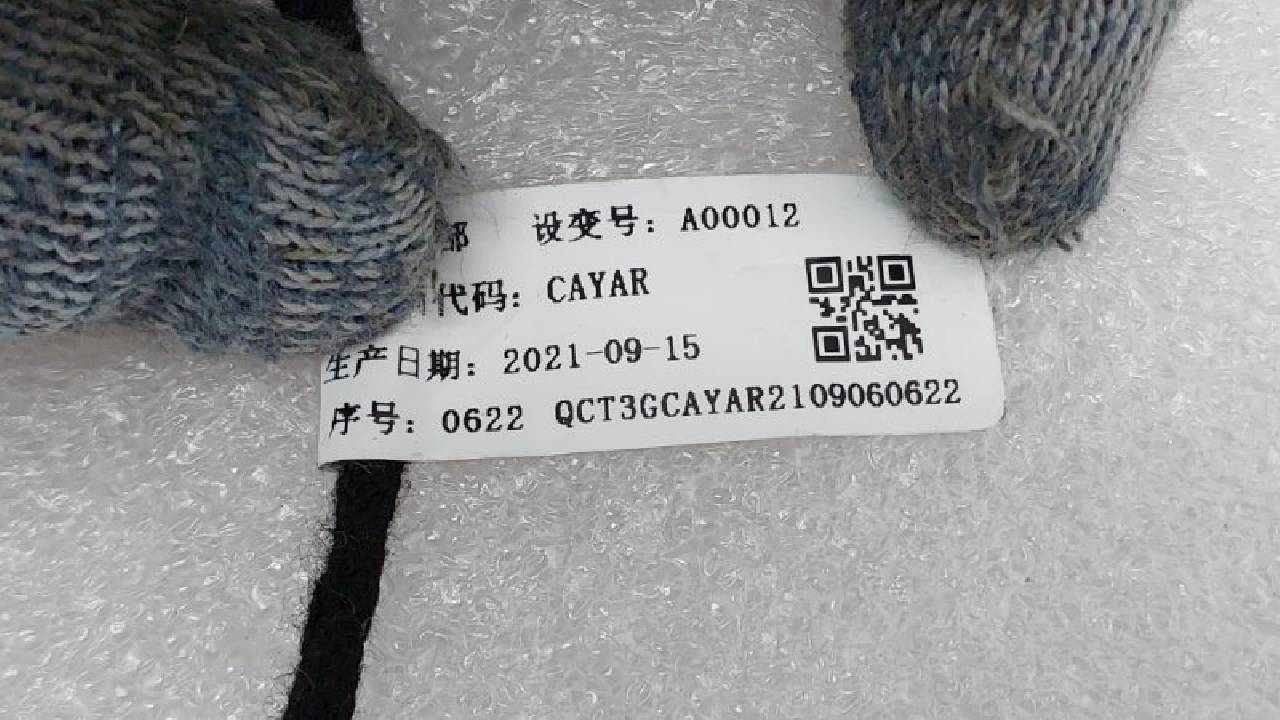 部 设变号：A00012
代码：CAYAR
生产日期：2021-09-15
序号：0622 QCT3GCAYAR2109060622